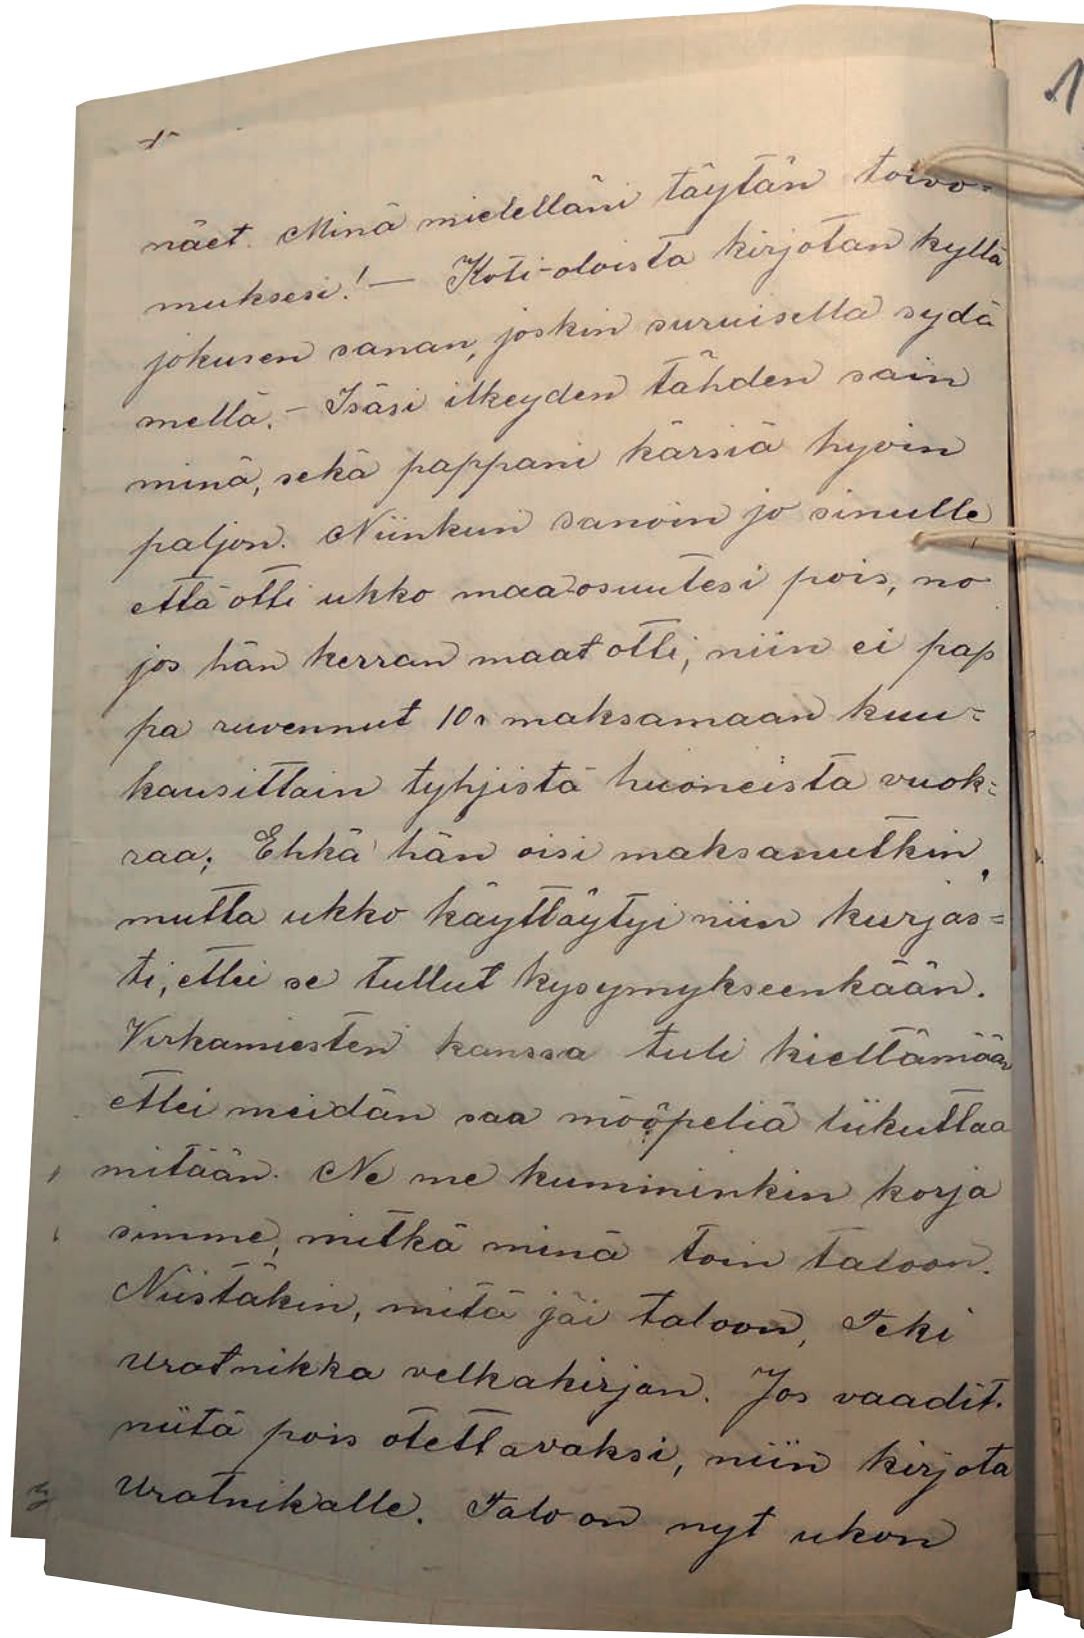 1
näet. Minä mielelläni täytän toivo=
muksesi! — Koti-oloista kirjotan kyllä
jokusen sanan, joskin suruisella sydä
mellä. – Isäsi ilkeyden tähden sain
minä, sekä pappani kärsiä hyvin
paljon. Niinkun sanoin jo sinulle
että otti ukko maaosuutesi pois, no
jos hän kerran maat otti, niin ei pap
pa ruvennut 10 r maksamaan kuu=
kausittain tyhjistä huoneista vuok=
raa; Ehkä hän oisi maksanutkin,
mutta ukko käyttäytyi niin kurjas=
ti, ettei se tullut kysymykseenkään.
Virkamiesten kanssa tuli kieltämään
ettei meidän saa mööpeliä liikuttaa
mitään. Ne me kumminkin korja
simme, mitkä minä toin taloon.
Niistäkin, mitä jäi taloon, teki
Uratnikka velkakirjan. Jos vaadit.
niitä pois otettavaksi, niin kirjota
Uratnikalle. Talo on nyt ukon